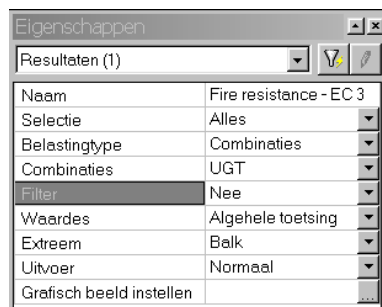 Eigenschappen
Resultaten (1)
Naam Fire resistance - EC 3
Selectie Alles
Belastingtype Combinaties
Combinaties UGT
Filter Nee
Waardes Algehele toetsing
Extreem Balk
Uitvoer Normaal
Grafisch beeld instellen ...